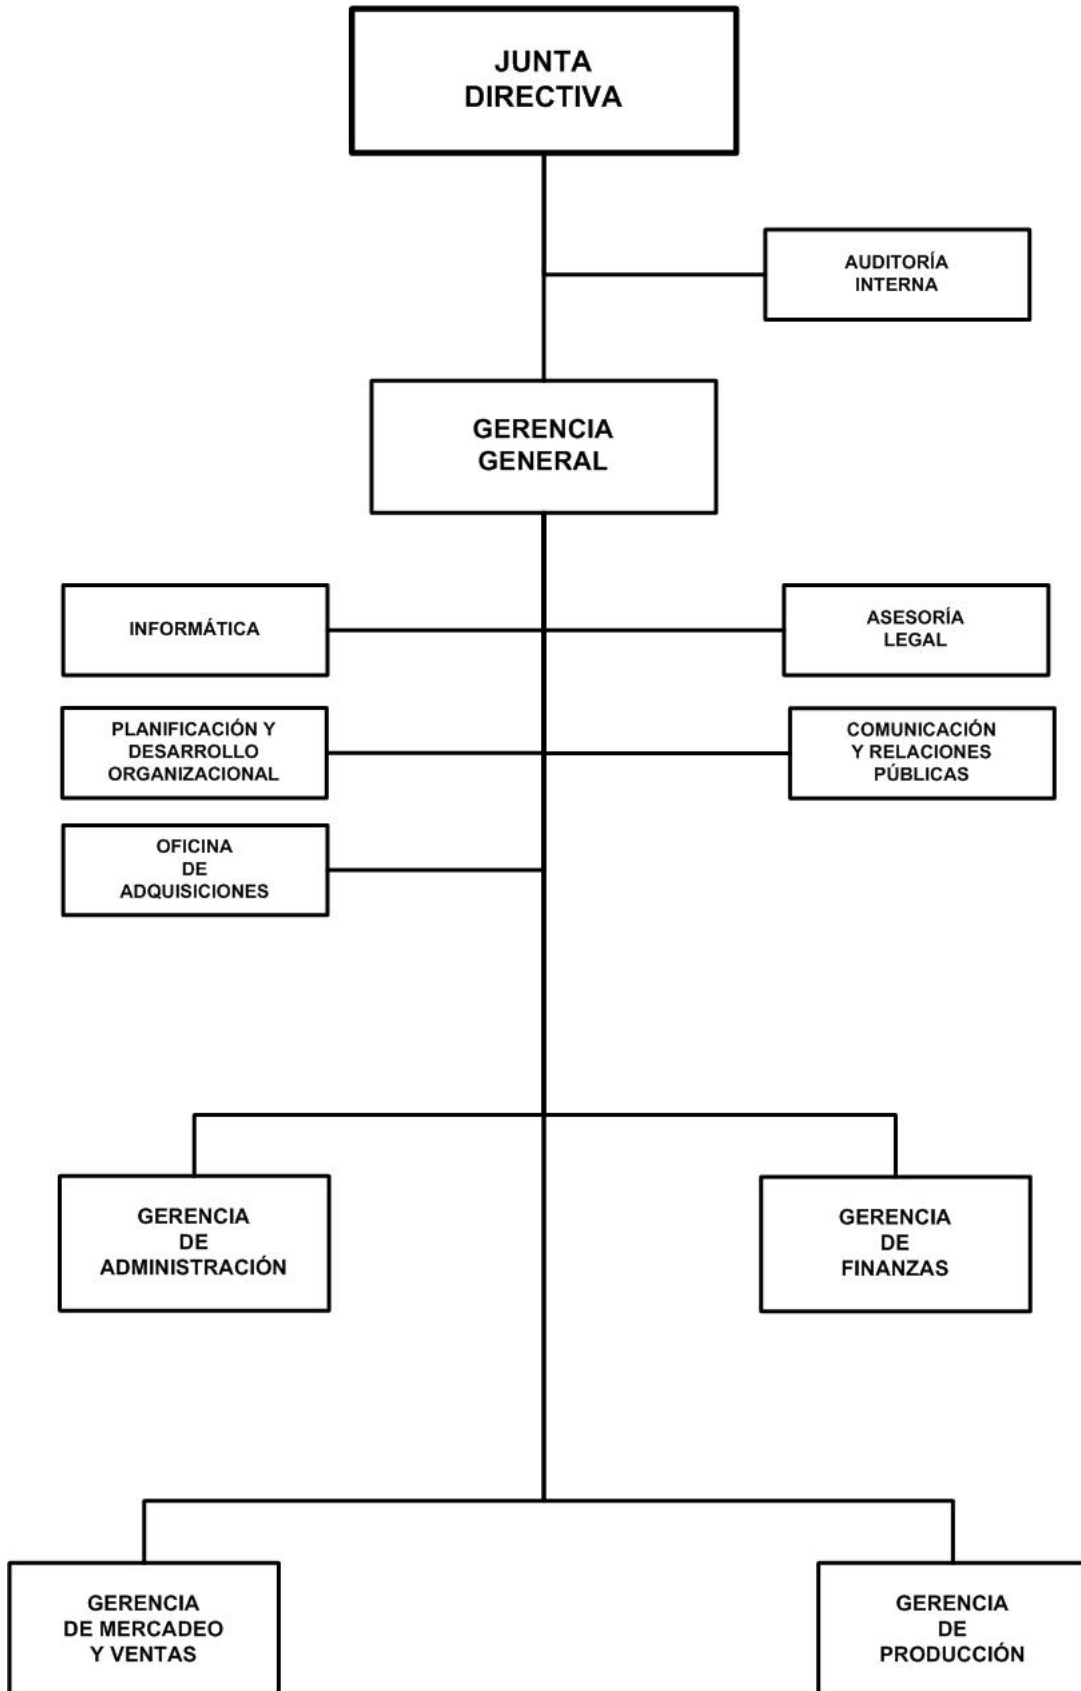 JUNTA
DIRECTIVA
AUDITORÍA
INTERNA
GERENCIA
GENERAL
INFORMÁTICA
ASESORÍA
LEGAL
PLANIFICACIÓN Y
DESARROLLO
ORGANIZACIONAL
COMUNICACIÓN
Y RELACIONES
PÚBLICAS
OFICINA
DE
ADQUISICIONES
GERENCIA
DE
ADMINISTRACIÓN
GERENCIA
DE
FINANZAS
GERENCIA
DE MERCADEO
Y VENTAS
GERENCIA
DE
PRODUCCIÓN